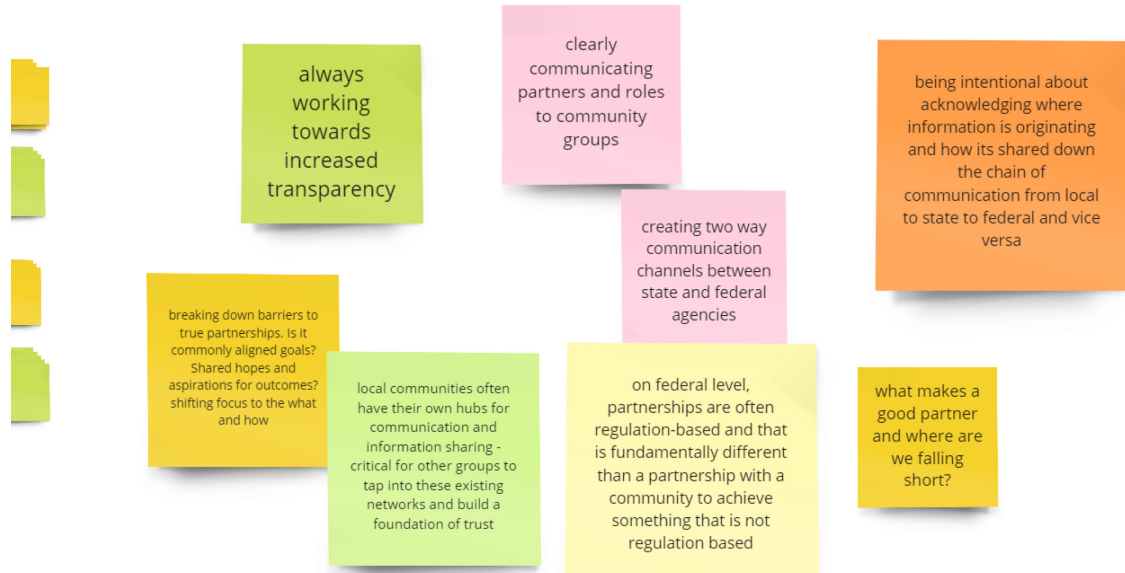 always
working
towards
increased
transparency
clearly
communicating
partners and roles
to community
groups
being intentional about
acknowledging where
information is originating
and how its shared down
the chain of
communication from local
to state to federal and vice
versa
creating two way
communication
channels between
state and federal
agencies
breaking down barriers to
true partnerships. Is it
commonly aligned goals?
Shared hopes and
aspirations for outcomes?
shifting focus to the what
and how
local communities often
have their own hubs for
communication and
information sharing -
critical for other groups to
tap into these existing
networks and build a
foundation of trust
on federal level,
partnerships are often
regulation-based and that
is fundamentally different
than a partnership with a
community to achieve
something that is not
regulation based
what makes a
good partner
and where are
we falling
short?